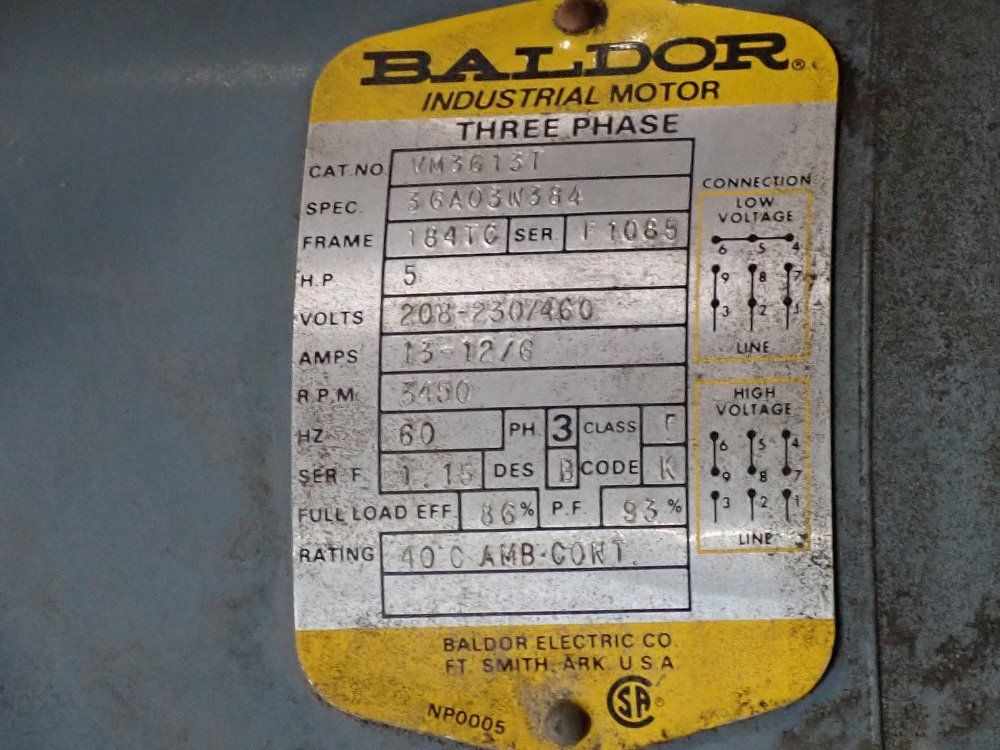 BALDOR®
INDUSTRIAL MOTOR
THREE PHASE
CAT.NO. VM3613T
SPEC. 36A03W384
FRAME 184TC SER. F1085
H.P. 5
VOLTS 208-230/460
AMPS 13-12/6
R.P.M. 3450
HZ 60 PH 3 CLASS
SER.F. 1.15 DES B CODE K
FULL LOAD EFF. 86% P.F. 93%
RATING 40 C AMB-CONT.
CONNECTION
LOW
VOLTAGE
6 5 4
9 8 7
3 2 1
LINE
HIGH
VOLTAGE
6 5 4
9 8 7
3 2 1
LINE
BALDOR ELECTRIC CO.
FT. SMITH, ARK. U S A
NP0005
SA